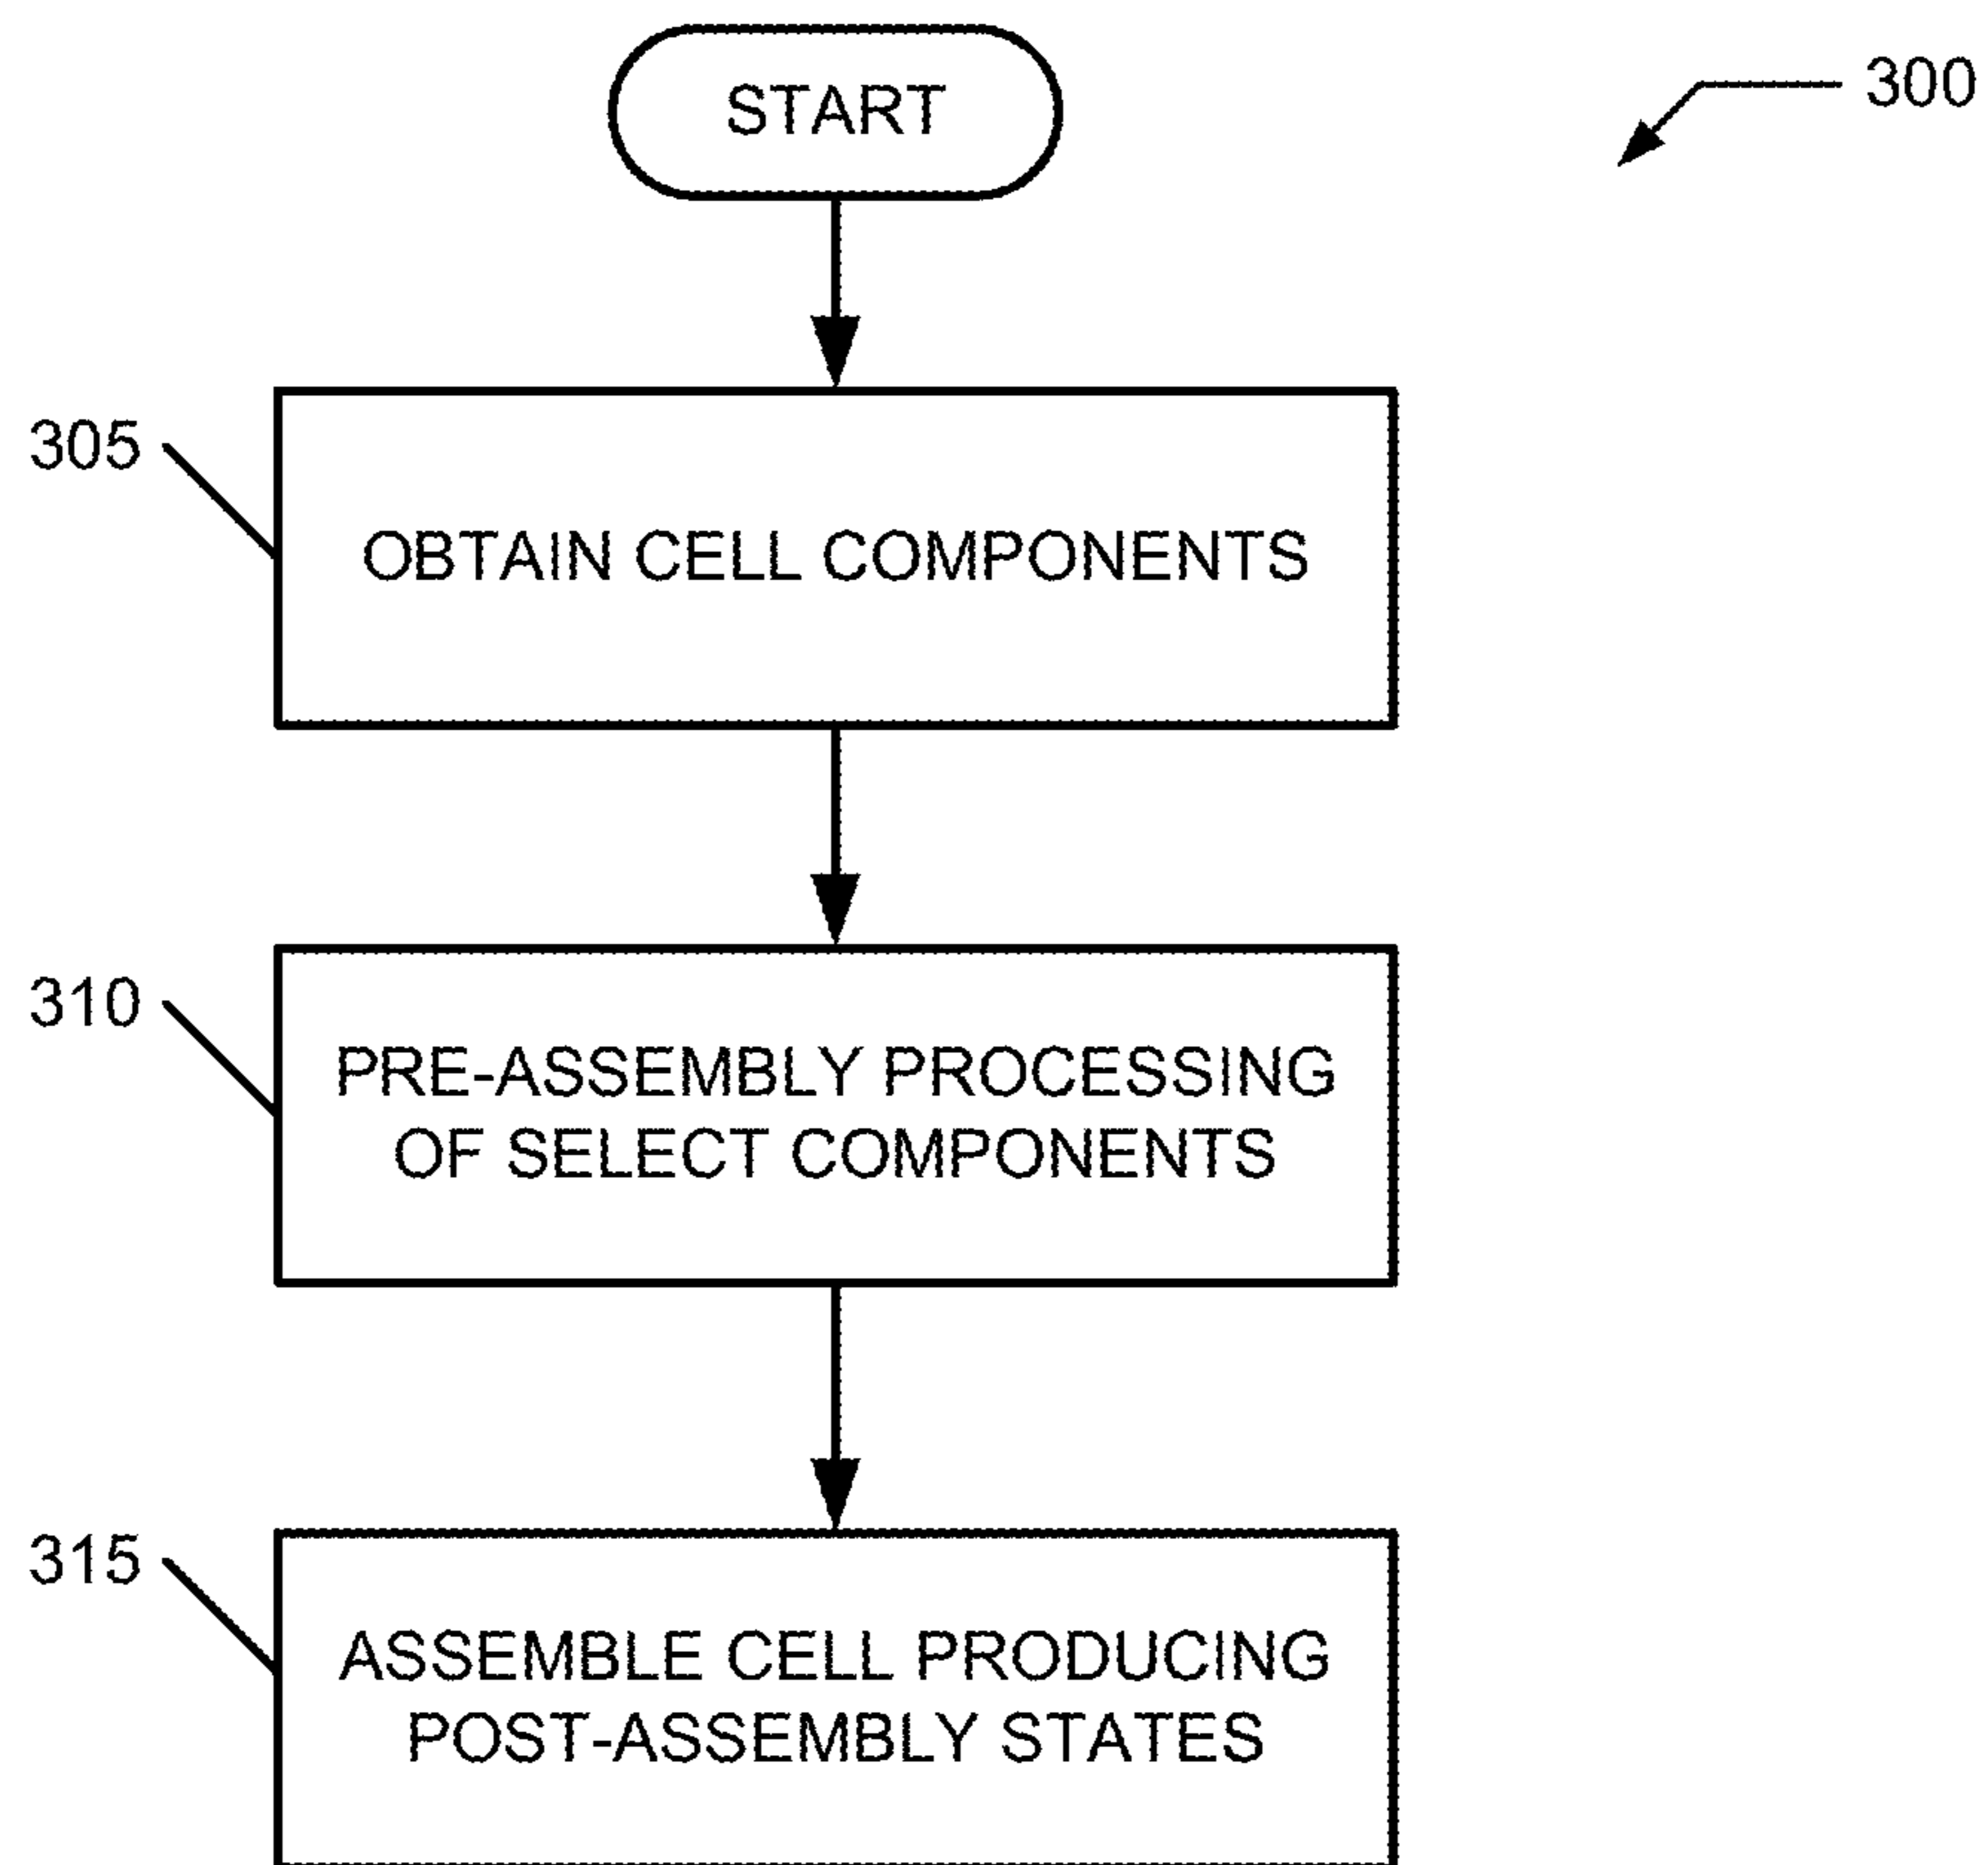 START
300
305
OBTAIN CELL COMPONENTS
310
PRE-ASSEMBLY PROCESSING
OF SELECT COMPONENTS
315
ASSEMBLE CELL PRODUCING
POST-ASSEMBLY STATES